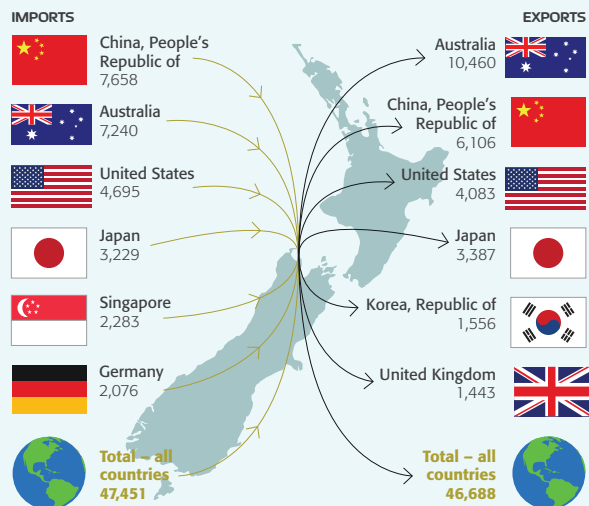 IMPORTS
China, People's
Republic of
7,658
Australia
7,240
United States
4,695
Japan
3,229
Singapore
2,283
Germany
2,076
Total – all
countries
47,451
EXPORTS
Australia
10,460
China, People's
Republic of
6,106
United States
4,083
Japan
3,387
Korea, Republic of
1,556
United Kingdom
1,443
Total – all
countries
46,688